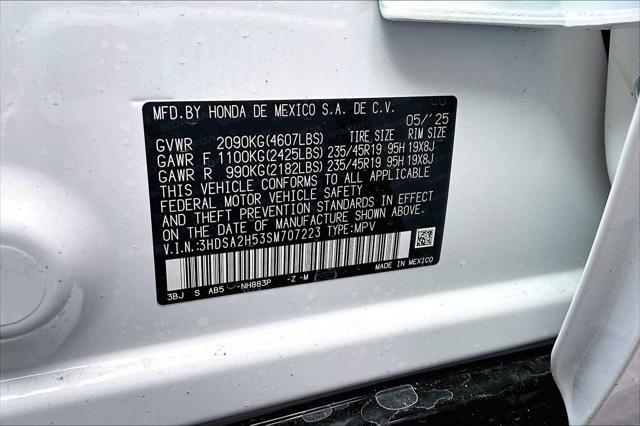 MFD.BY HONDA DE MEXICO S.A. DE C.V. 05/'25
GVWR 2090KG(4607LBS) TIRE SIZE RIM SIZE
GAWR F 1100KG(2425LBS) 235/45R19 95H 19X8J
GAWR R 990KG(2182LBS) 235/45R19 95H 19X8J
THIS VEHICLE CONFORMS TO ALL APPLICABLE
FEDERAL MOTOR VEHICLE SAFETY
AND THEFT PREVENTION STANDARDS IN EFFECT
ON THE DATE OF MANUFACTURE SHOWN ABOVE.
V.I.N.:3HDSA2H53SM707223 TYPE:MPV
MADE IN MEXICO
3BJ S AB5 -NH883P -Z -M